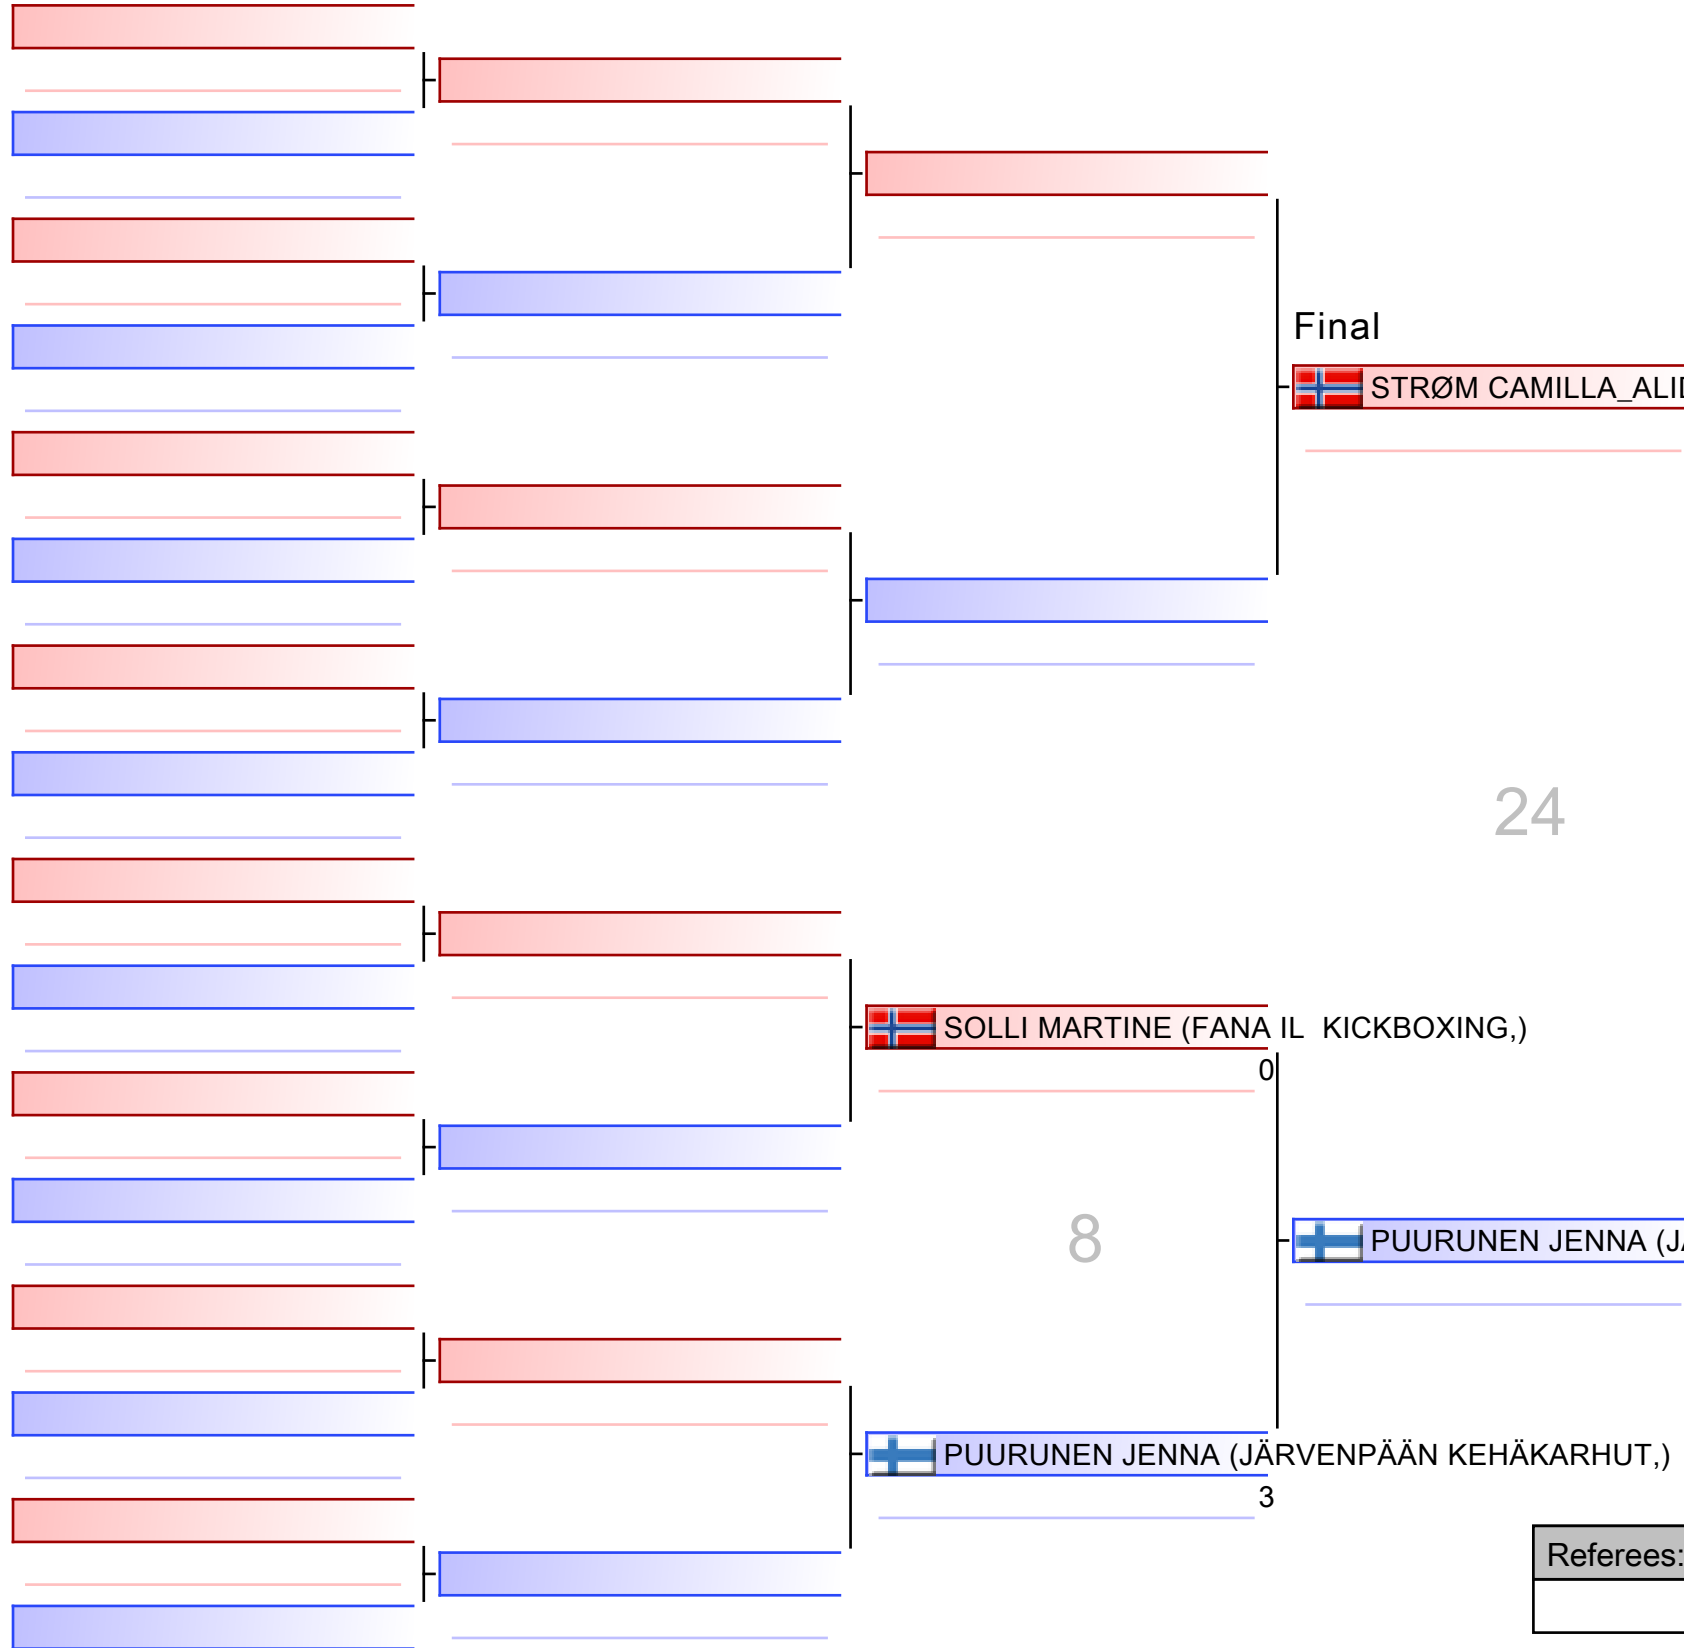 Final
STRØM CAMILLA_ALI
24
SOLLI MARTINE (FANA IL  KICKBOXING,)
0
8
PUURUNEN JENNA (J
PUURUNEN JENNA (JÄRVENPÄÄN KEHÄKARHUT,)
3
Referees: